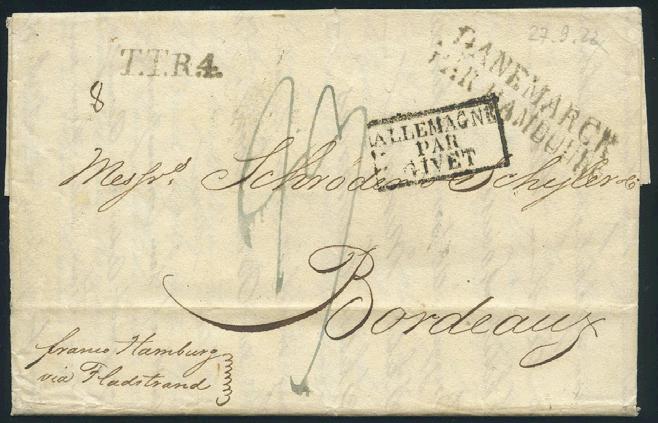 27.9.22
T.T.R.4.
DANEMARCK
PAR HAMBOURG
8
ALLEMAGNE
PAR
GIVET
Messrs Schröder & Schyler & Co
Bordeaux
franco Hamburg
via Fladstrand